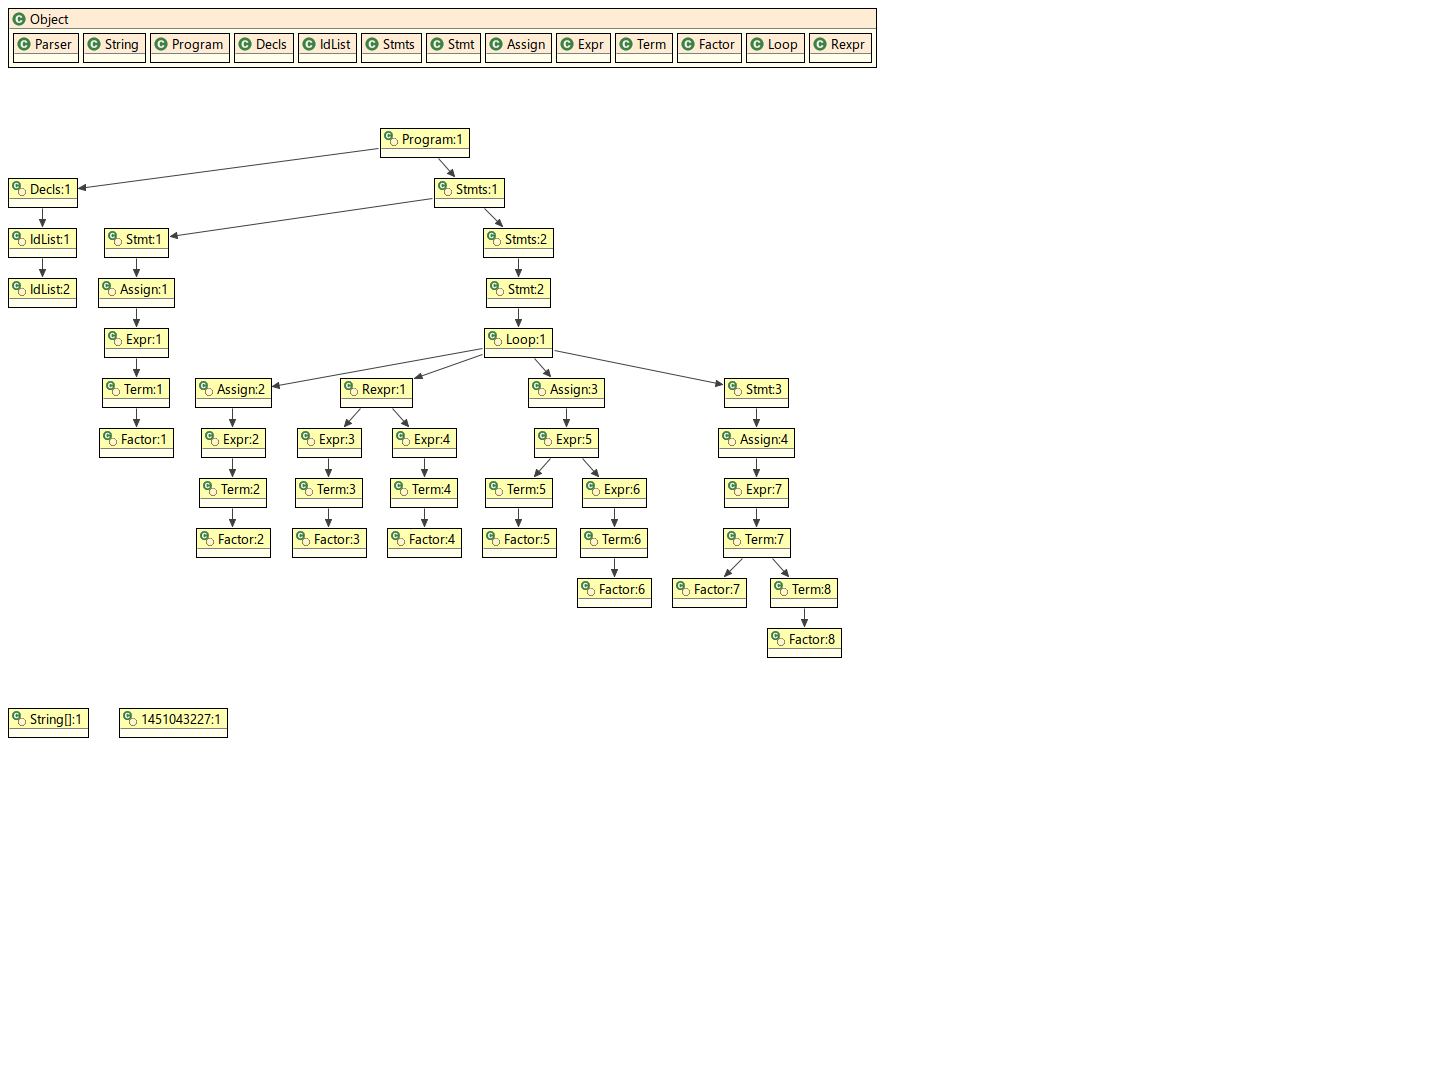 Object
Parser String Program Decls IdList Stmts Stmt Assign Expr Term Factor Loop Rexpr
Program:1
Decls:1 Stmts:1
IdList:1 Stmt:1 Stmts:2
IdList:2 Assign:1 Stmt:2
Expr:1 Loop:1
Term:1 Assign:2 Rexpr:1 Assign:3 Stmt:3
Factor:1 Expr:2 Expr:3 Expr:4 Expr:5 Assign:4
Term:2 Term:3 Term:4 Term:5 Expr:6 Expr:7
Factor:2 Factor:3 Factor:4 Factor:5 Term:6 Term:7
Factor:6 Factor:7 Term:8
Factor:8
String[]:1 1451043227:1